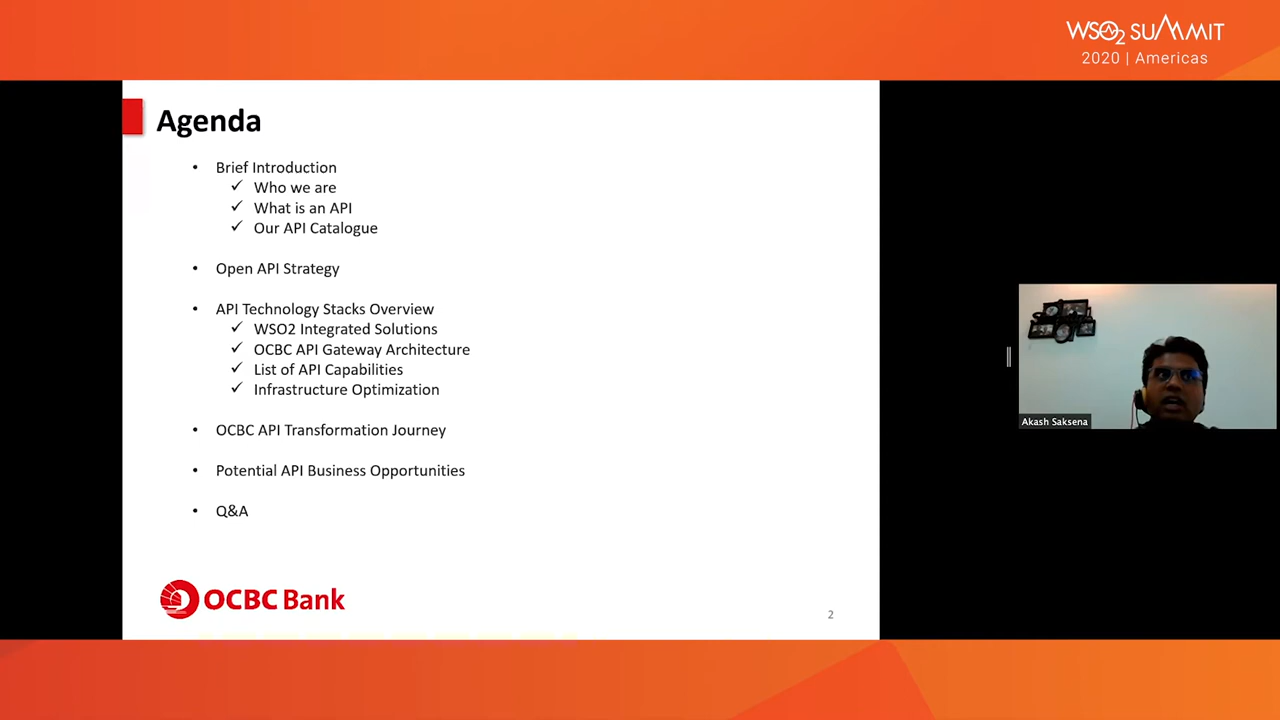 WSO2 SUMMIT
2020 | Americas
Agenda
• Brief Introduction
✓ Who we are
✓ What is an API
✓ Our API Catalogue
• Open API Strategy
• API Technology Stacks Overview
✓ WSO2 Integrated Solutions
✓ OCBC API Gateway Architecture
✓ List of API Capabilities
✓ Infrastructure Optimization
• OCBC API Transformation Journey
• Potential API Business Opportunities
• Q&A
OCBC Bank
2
Akash Saksena